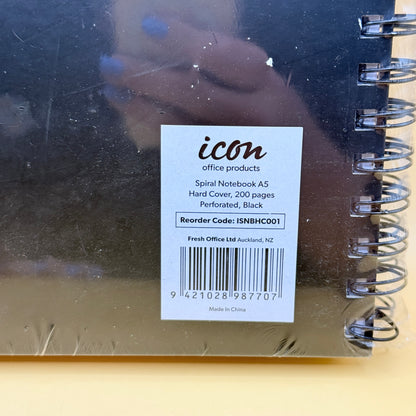 icon
office products
Spiral Notebook A5
Hard Cover, 200 pages
Perforated, Black
Reorder Code: ISNBHC001
Fresh Office Ltd Auckland, NZ
9 421028 987707
Made In China